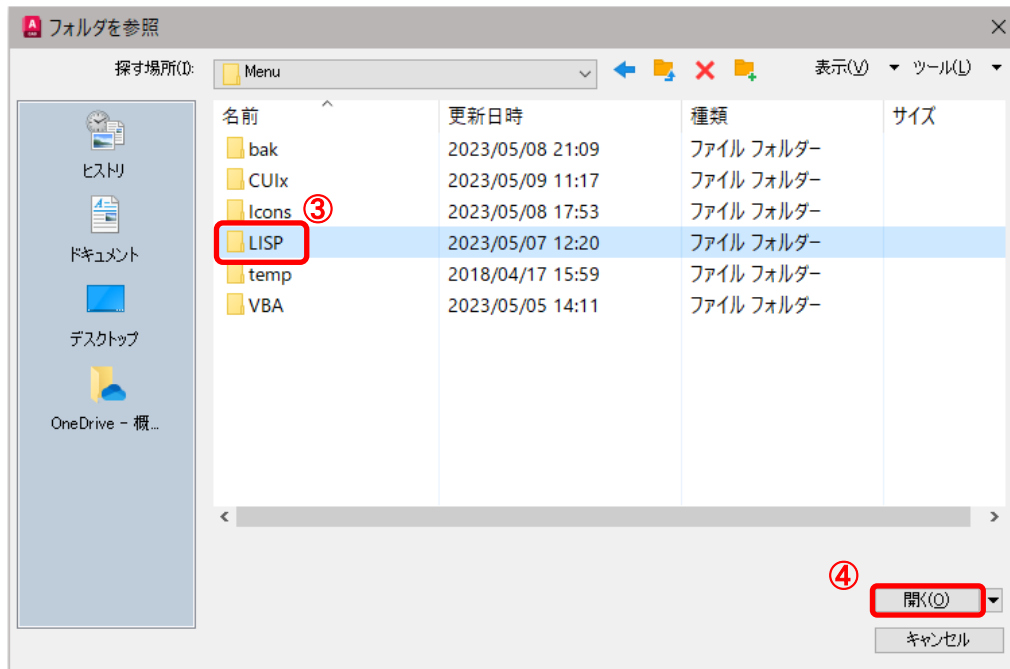 フォルダを参照
探す場所(I):
Menu
表示(V)
ツール(L)
ヒストリ
ドキュメント
デスクトップ
OneDrive - 概...
名前 更新日時 種類 サイズ
bak 2023/05/08 21:09 ファイル フォルダー
CUIx 2023/05/09 11:17 ファイル フォルダー
Icons 2023/05/08 17:53 ファイル フォルダー
③
LISP 2023/05/07 12:20 ファイル フォルダー
temp 2018/04/17 15:59 ファイル フォルダー
VBA 2023/05/05 14:11 ファイル フォルダー
④
開く(O)
キャンセル